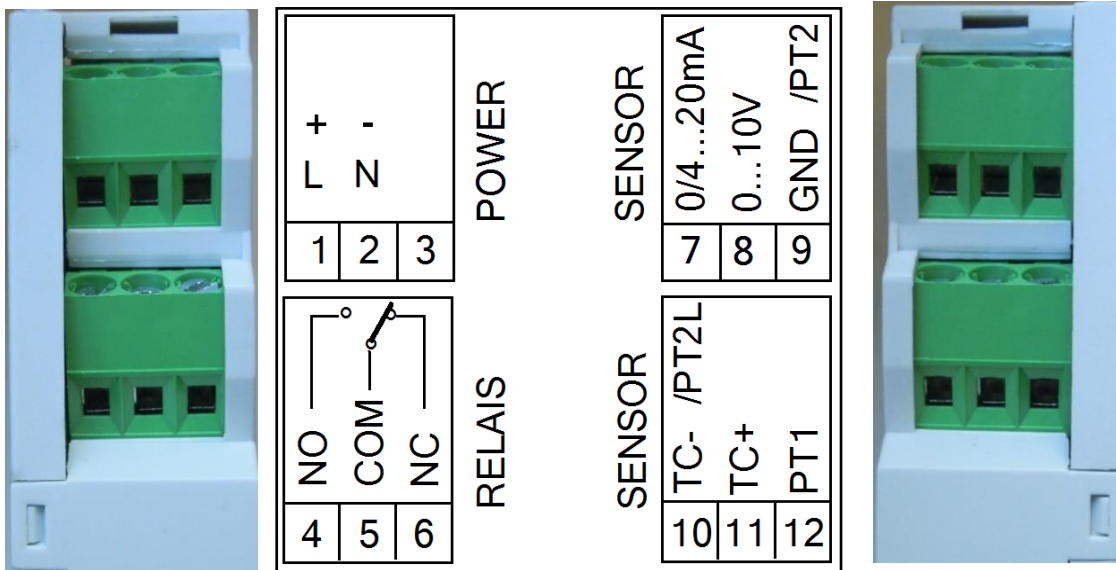 + -
L N
1 2 3
POWER
SENSOR
0/4...20mA
0...10V
GND /PT2
7 8 9
NO
COM
NC
4 5 6
RELAIS
SENSOR
TC- /PT2L
TC+
PT1
10 11 12